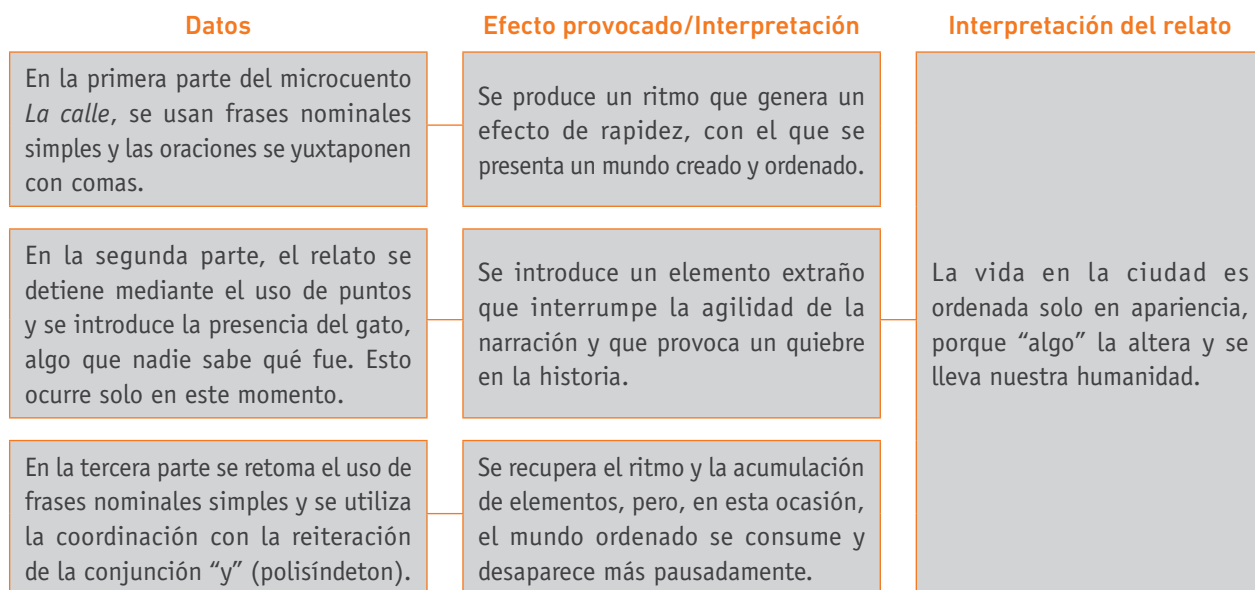 Datos
Efecto provocado/Interpretación
Interpretación del relato
En la primera parte del microcuento
La calle, se usan frases nominales
simples y las oraciones se yuxtaponen
con comas.
Se produce un ritmo que genera un
efecto de rapidez, con el que se
presenta un mundo creado y ordenado.
En la segunda parte, el relato se
detiene mediante el uso de puntos
y se introduce la presencia del gato,
algo que nadie sabe qué fue. Esto
ocurre solo en este momento.
Se introduce un elemento extraño
que interrumpe la agilidad de la
narración y que provoca un quiebre
en la historia.
En la tercera parte se retoma el uso de
frases nominales simples y se utiliza
la coordinación con la reiteración
de la conjunción “y” (polisíndeton).
Se recupera el ritmo y la acumulación
de elementos, pero, en esta ocasión,
el mundo ordenado se consume y
desaparece más pausadamente.
La vida en la ciudad es
ordenada solo en apariencia,
porque “algo” la altera y se
lleva nuestra humanidad.